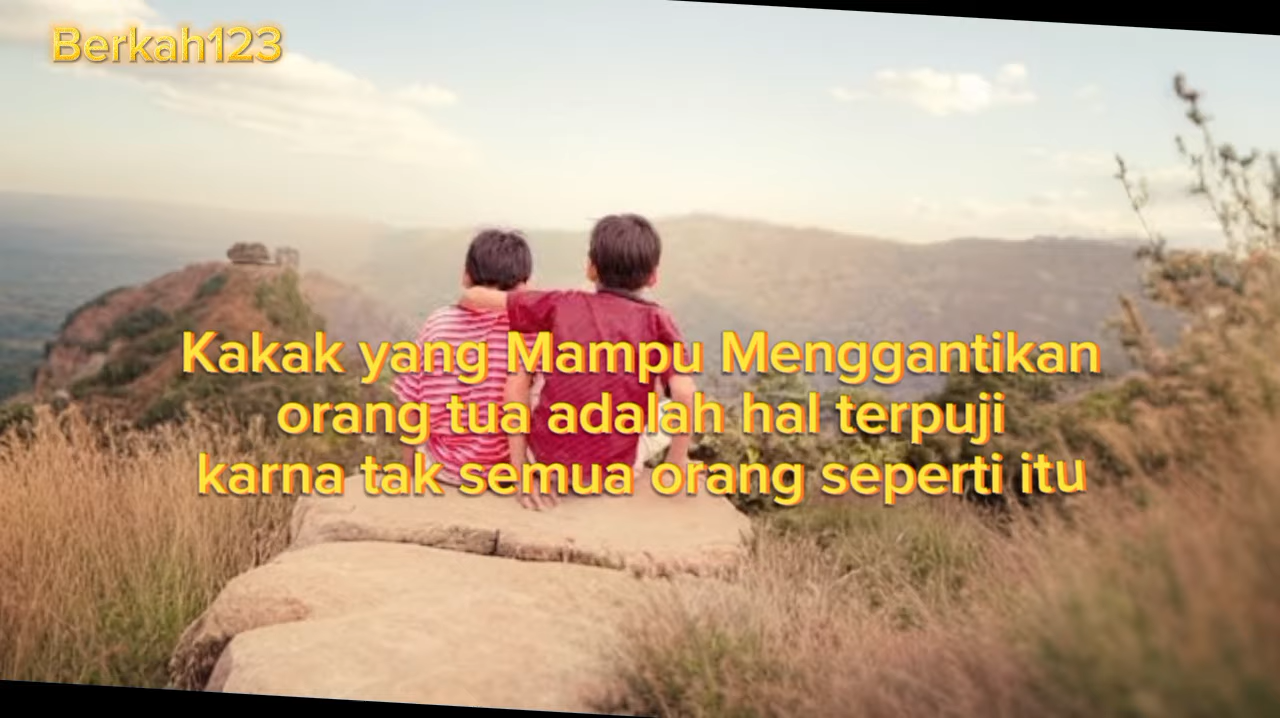 Berkah123
Kakak yang Mampu Menggantikan
orang tua adalah hal terpuji
karna tak semua orang seperti itu